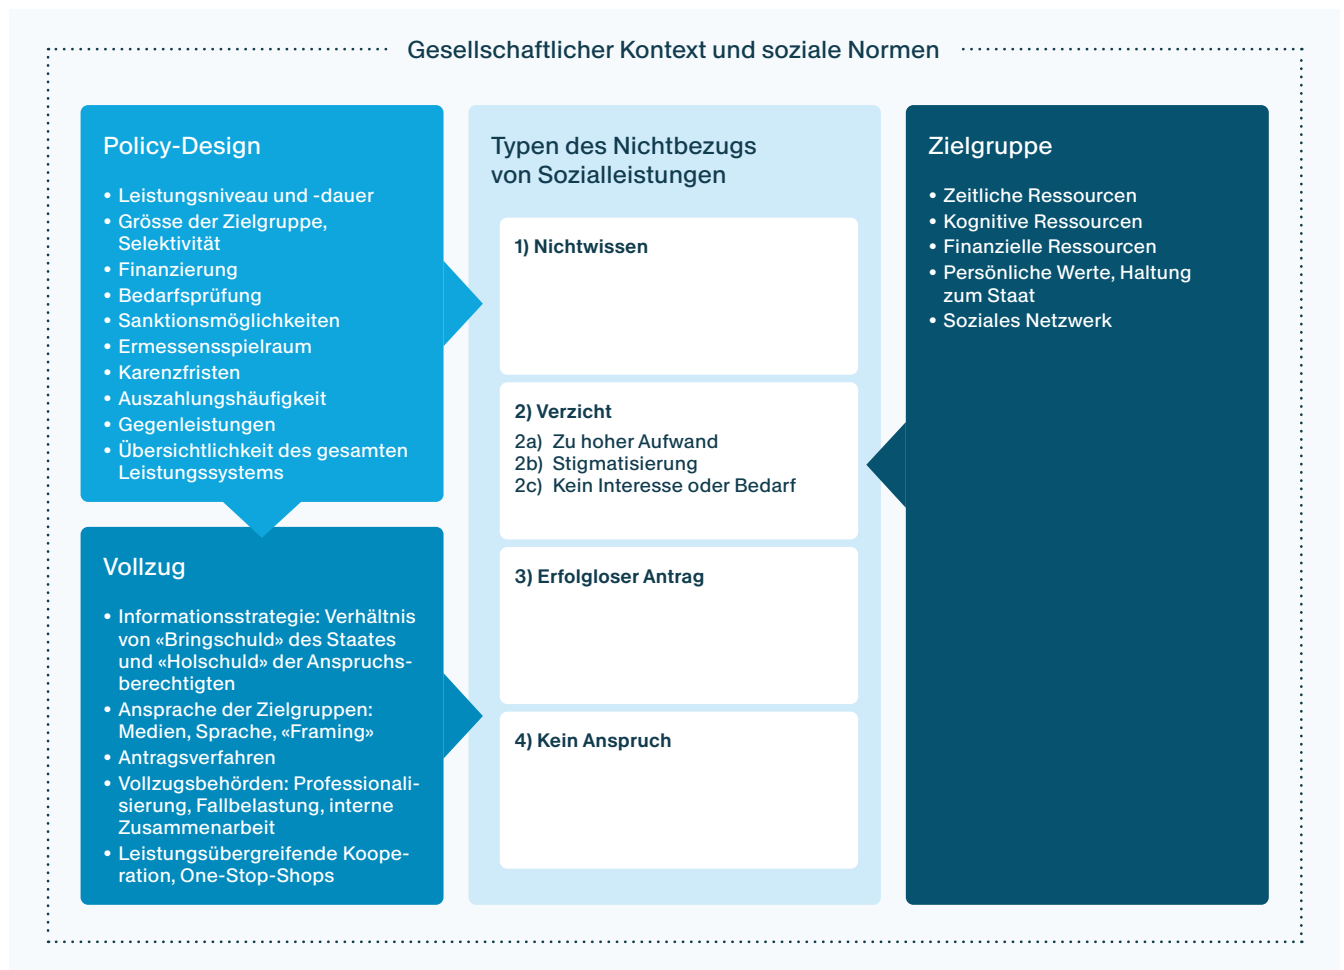 Gesellschaftlicher Kontext und soziale Normen
Policy-Design
• Leistungsniveau und -dauer
• Grösse der Zielgruppe,
Selektivität
• Finanzierung
• Bedarfsprüfung
• Sanktionsmöglichkeiten
• Ermessensspielraum
• Karenzfristen
• Auszahlungshäufigkeit
• Gegenleistungen
• Übersichtlichkeit des gesamten
Leistungssystems
Vollzug
• Informationsstrategie: Verhältnis
von «Bringschuld» des Staates
und «Holschuld» der Anspruchs-
berechtigten
• Ansprache der Zielgruppen:
Medien, Sprache, «Framing»
• Antragsverfahren
• Vollzugsbehörden: Professionali-
sierung, Fallbelastung, interne
Zusammenarbeit
• Leistungsübergreifende Koope-
ration, One-Stop-Shops
Typen des Nichtbezugs
von Sozialleistungen
1) Nichtwissen
2) Verzicht
2a) Zu hoher Aufwand
2b) Stigmatisierung
2c) Kein Interesse oder Bedarf
3) Erfolgloser Antrag
4) Kein Anspruch
Zielgruppe
• Zeitliche Ressourcen
• Kognitive Ressourcen
• Finanzielle Ressourcen
• Persönliche Werte, Haltung
zum Staat
• Soziales Netzwerk